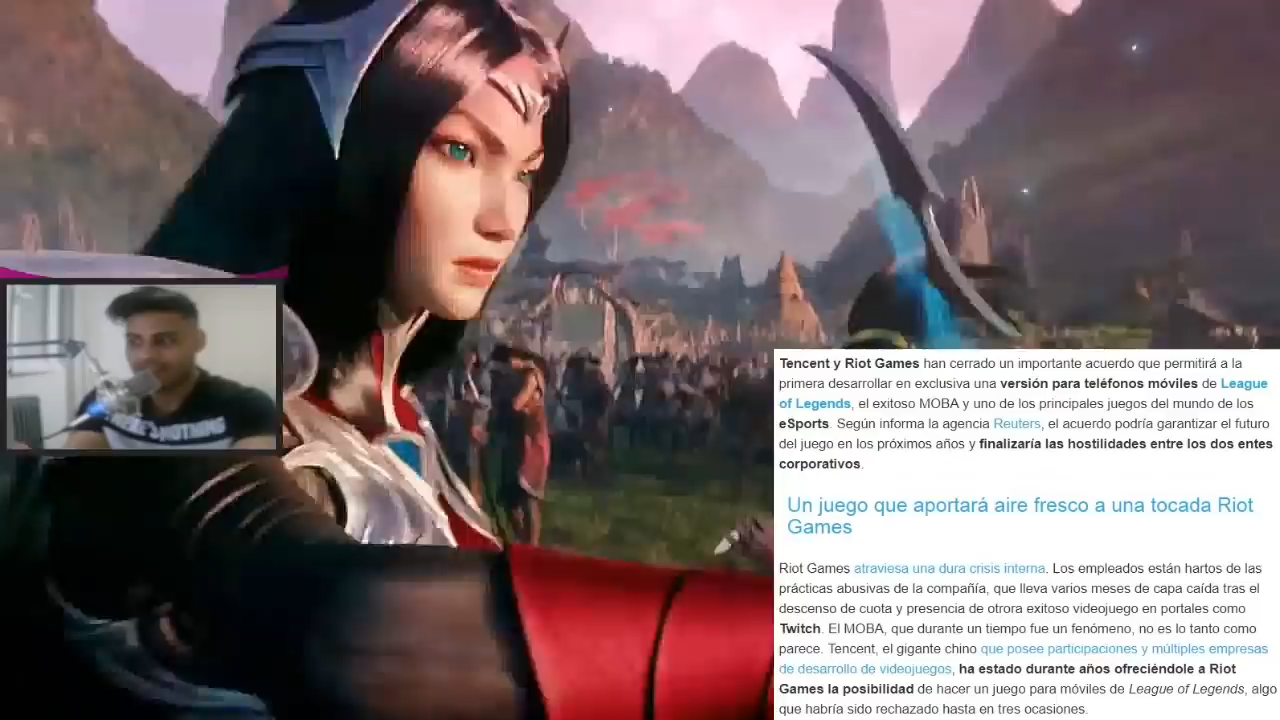 Tencent y Riot Games han cerrado un importante acuerdo que permitirá a la
primera desarrollar en exclusiva una versión para teléfonos móviles de League
of Legends, el exitoso MOBA y uno de los principales juegos del mundo de los
eSports. Según informa la agencia Reuters, el acuerdo podría garantizar el futuro
del juego en los próximos años y finalizaría las hostilidades entre los dos entes
corporativos.
Un juego que aportará aire fresco a una tocada Riot
Games
Riot Games atraviesa una dura crisis interna. Los empleados están hartos de las
prácticas abusivas de la compañía, que lleva varios meses de capa caída tras el
descenso de cuota y presencia de otrora exitoso videojuego en portales como
Twitch. El MOBA, que durante un tiempo fue un fenómeno, no es lo tanto como
parece. Tencent, el gigante chino que posee participaciones y múltiples empresas
de desarrollo de videojuegos, ha estado durante años ofreciéndole a Riot
Games la posibilidad de hacer un juego para móviles de League of Legends, algo
que habría sido rechazado hasta en tres ocasiones.